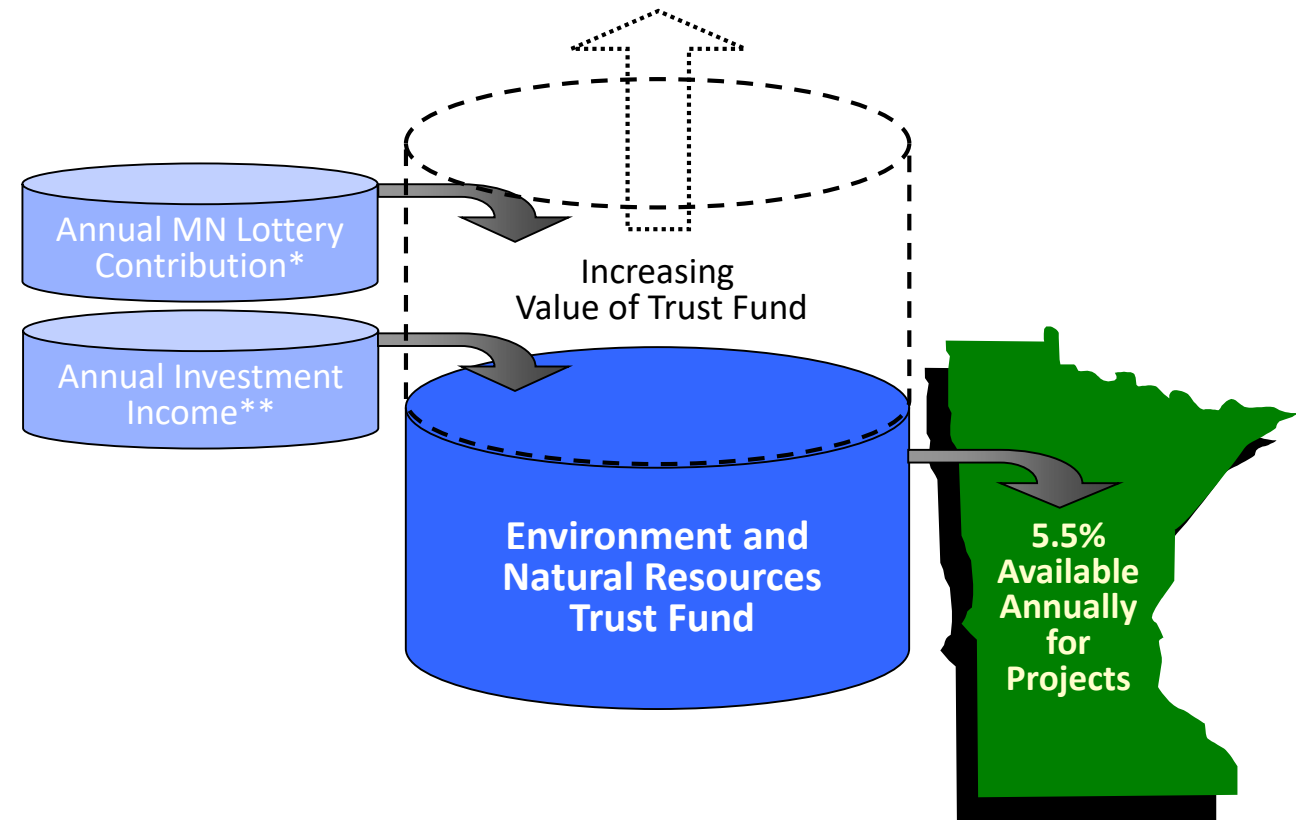 Annual MN Lottery
Contribution*
Increasing
Value of Trust Fund
Annual Investment
Income**
Environment and
Natural Resources
Trust Fund
5.5%
Available
Annually
for
Projects